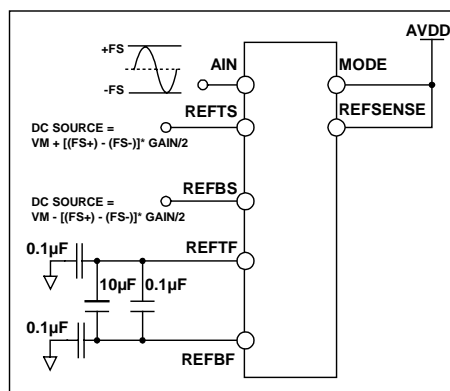 AVDD
+FS
AIN
MODE
-FS
REFTS
REFSENSE
DC SOURCE =
VM + [(FS+) - (FS-)]* GAIN/2
REFBS
DC SOURCE =
VM - [(FS+) - (FS-)]* GAIN/2
0.1µF
REFTF
10µF
0.1µF
0.1µF
REFBF